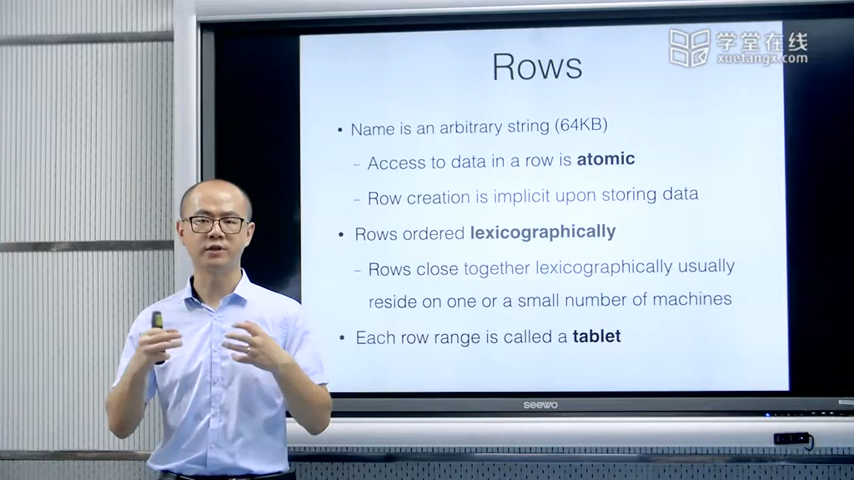 学堂在线
xuetangx.com
Rows
• Name is an arbitrary string (64KB)
– Access to data in a row is atomic
– Row creation is implicit upon storing data
• Rows ordered lexicographically
– Rows close together lexicographically usually
reside on one or a small number of machines
• Each row range is called a tablet
seewo